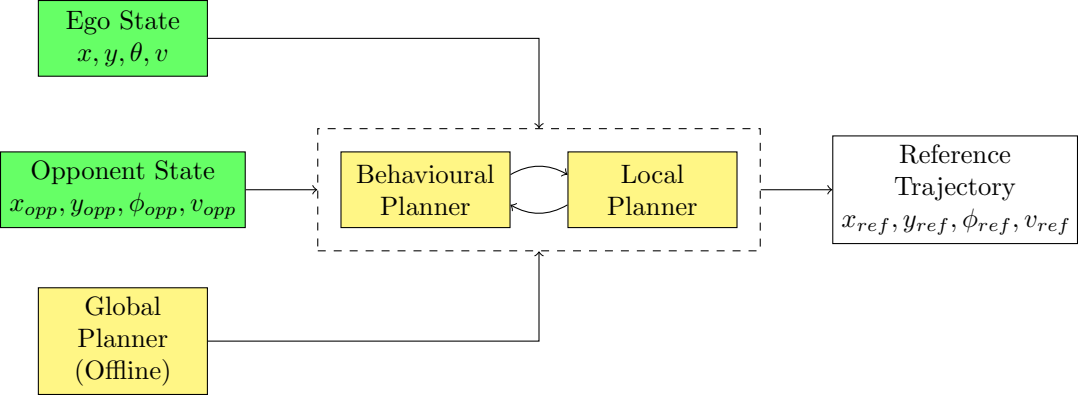 Ego State
x, y, θ, v
Opponent State
x_opp, y_opp, ϕ_opp, v_opp
Behavioural
Planner
Local
Planner
Reference
Trajectory
x_ref, y_ref, ϕ_ref, v_ref
Global
Planner
(Offline)